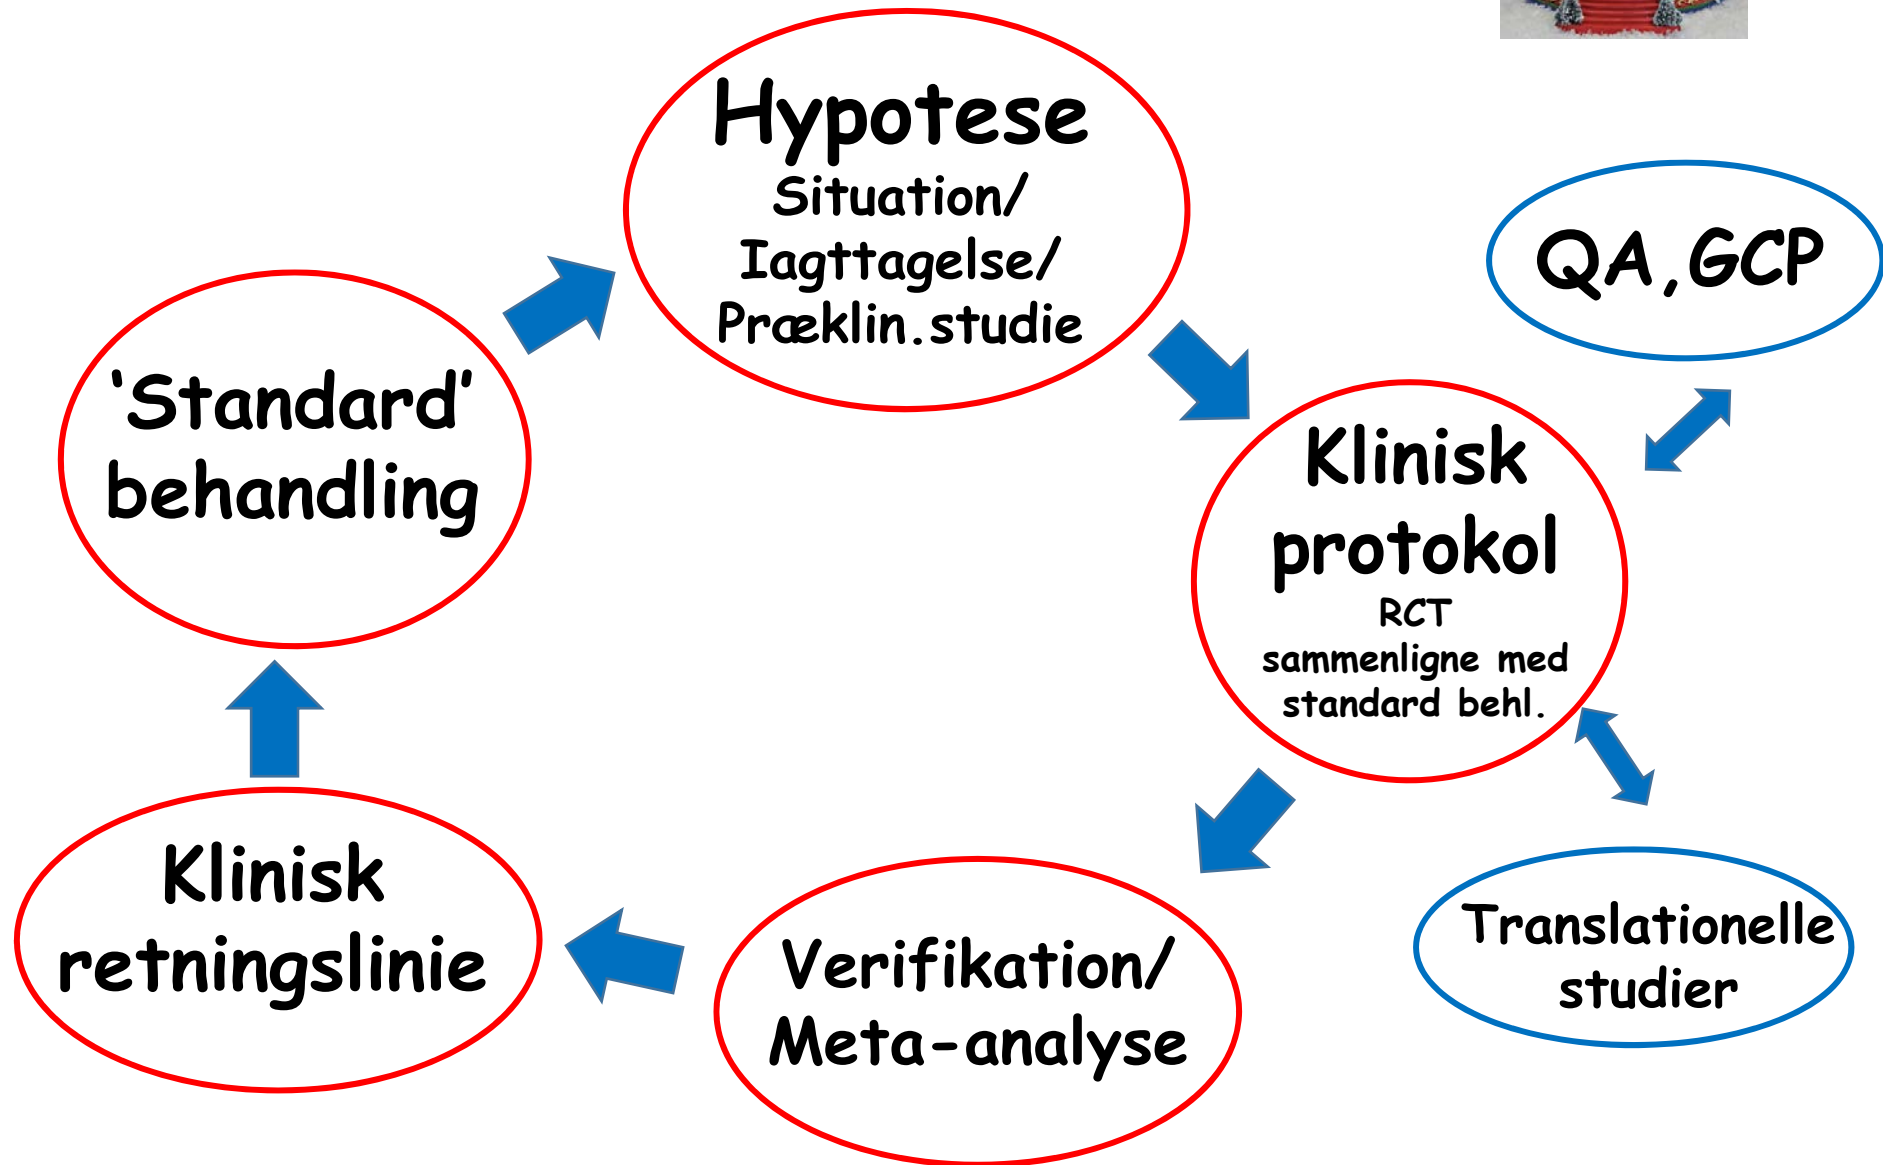 Hypotese
Situation/
Iagttagelse/
Præklin.studie
QA,GCP
Klinisk
protokol
RCT
sammenligne med
standard behl.
Translationelle
studier
Verifikation/
Meta-analyse
Klinisk
retningslinie
‘Standard’
behandling